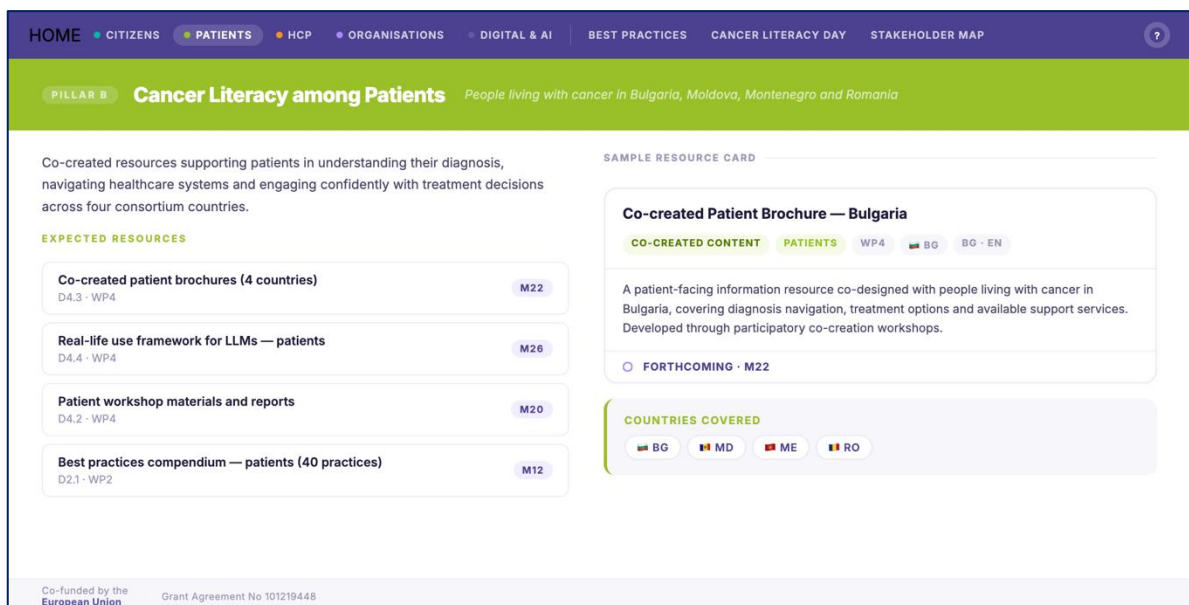 HOME CITIZENS PATIENTS HCP ORGANISATIONS DIGITAL & AI BEST PRACTICES CANCER LITERACY DAY STAKEHOLDER MAP ?
PILLAR B Cancer Literacy among Patients People living with cancer in Bulgaria, Moldova, Montenegro and Romania
Co-created resources supporting patients in understanding their diagnosis,
navigating healthcare systems and engaging confidently with treatment decisions
across four consortium countries.
EXPECTED RESOURCES
Co-created patient brochures (4 countries)
D4.3 · WP4
M22
Real-life use framework for LLMs — patients
D4.4 · WP4
M26
Patient workshop materials and reports
D4.2 · WP4
M20
Best practices compendium — patients (40 practices)
D2.1 · WP2
M12
SAMPLE RESOURCE CARD
Co-created Patient Brochure — Bulgaria
CO-CREATED CONTENT PATIENTS WP4 BG BG · EN
A patient-facing information resource co-designed with people living with cancer in
Bulgaria, covering diagnosis navigation, treatment options and available support services.
Developed through participatory co-creation workshops.
FORTHCOMING · M22
COUNTRIES COVERED
BG MD ME RO
Co-funded by the
European Union
Grant Agreement No 101219448